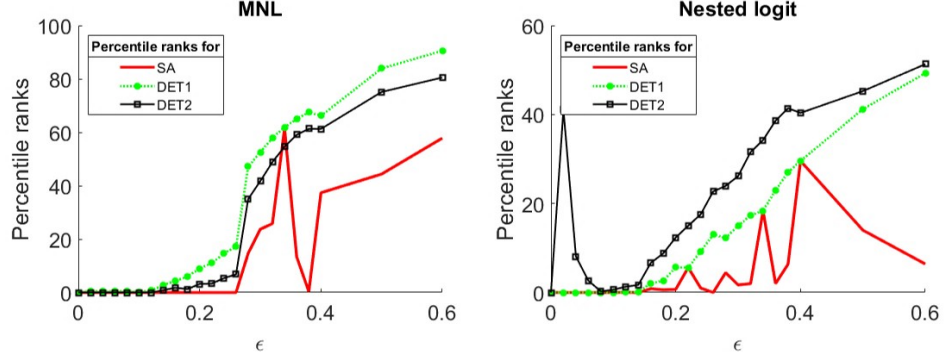 MNL
Percentile ranks
100
80
60
40
20
0
Percentile ranks for
SA
DET1
DET2
0
0.2
0.4
0.6
ϵ
Nested logit
Percentile ranks
60
40
20
0
Percentile ranks for
SA
DET1
DET2
0
0.2
0.4
0.6
ϵ